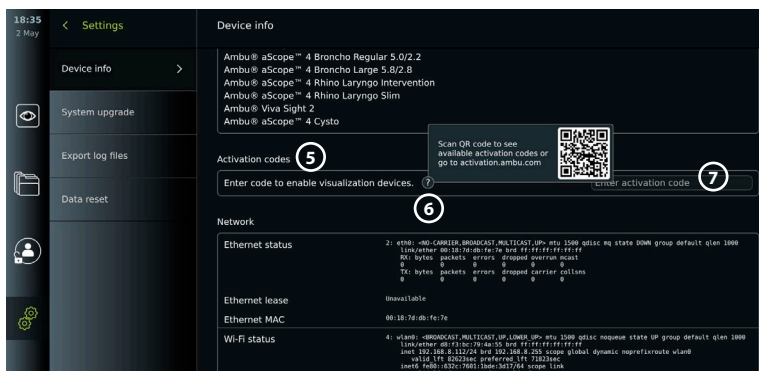 18:35
2 May
Settings
Device info
Device info
System upgrade
Export log files
Data reset
Ambu® aScope™ 4 Broncho Regular 5.0/2.2
Ambu® aScope™ 4 Broncho Large 5.8/2.8
Ambu® aScope™ 4 Rhino Laryngo Intervention
Ambu® aScope™ 4 Rhino Laryngo Slim
Ambu® Viva Sight 2
Ambu® aScope™ 4 Cysto
Scan QR code to see
available activation codes or
go to activation.ambu.com
Activation codes 5
Enter code to enable visualization devices. ?
Enter activation code 7
6
Network
Ethernet status
2: eth0: <NO-CARRIER,BROADCAST,MULTICAST,UP> mtu 1500 qdisc mq state DOWN group default qlen 1000
link/ether 00:18:7d:db:fe:7e brd ff:ff:ff:ff:ff:ff
RX: bytes packets errors dropped overrun mcast
0 0 0 0 0 0
TX: bytes packets errors dropped carrier collsns
0 0 0 0 0 0
Ethernet lease
Unavailable
Ethernet MAC
00:18:7d:db:fe:7e
Wi-Fi status
4: wlan0: <BROADCAST,MULTICAST,UP,LOWER_UP> mtu 1500 qdisc noqueue state UP group default qlen 1000
link/ether d8:f3:bc:79:4a:55 brd ff:ff:ff:ff:ff:ff
inet 192.168.8.112/24 brd 192.168.8.255 scope global dynamic noprefixroute wlan0
valid_lft 82623sec preferred_lft 71823sec
inet6 fe80::632c:7601:1bde:3d17/64 scope link